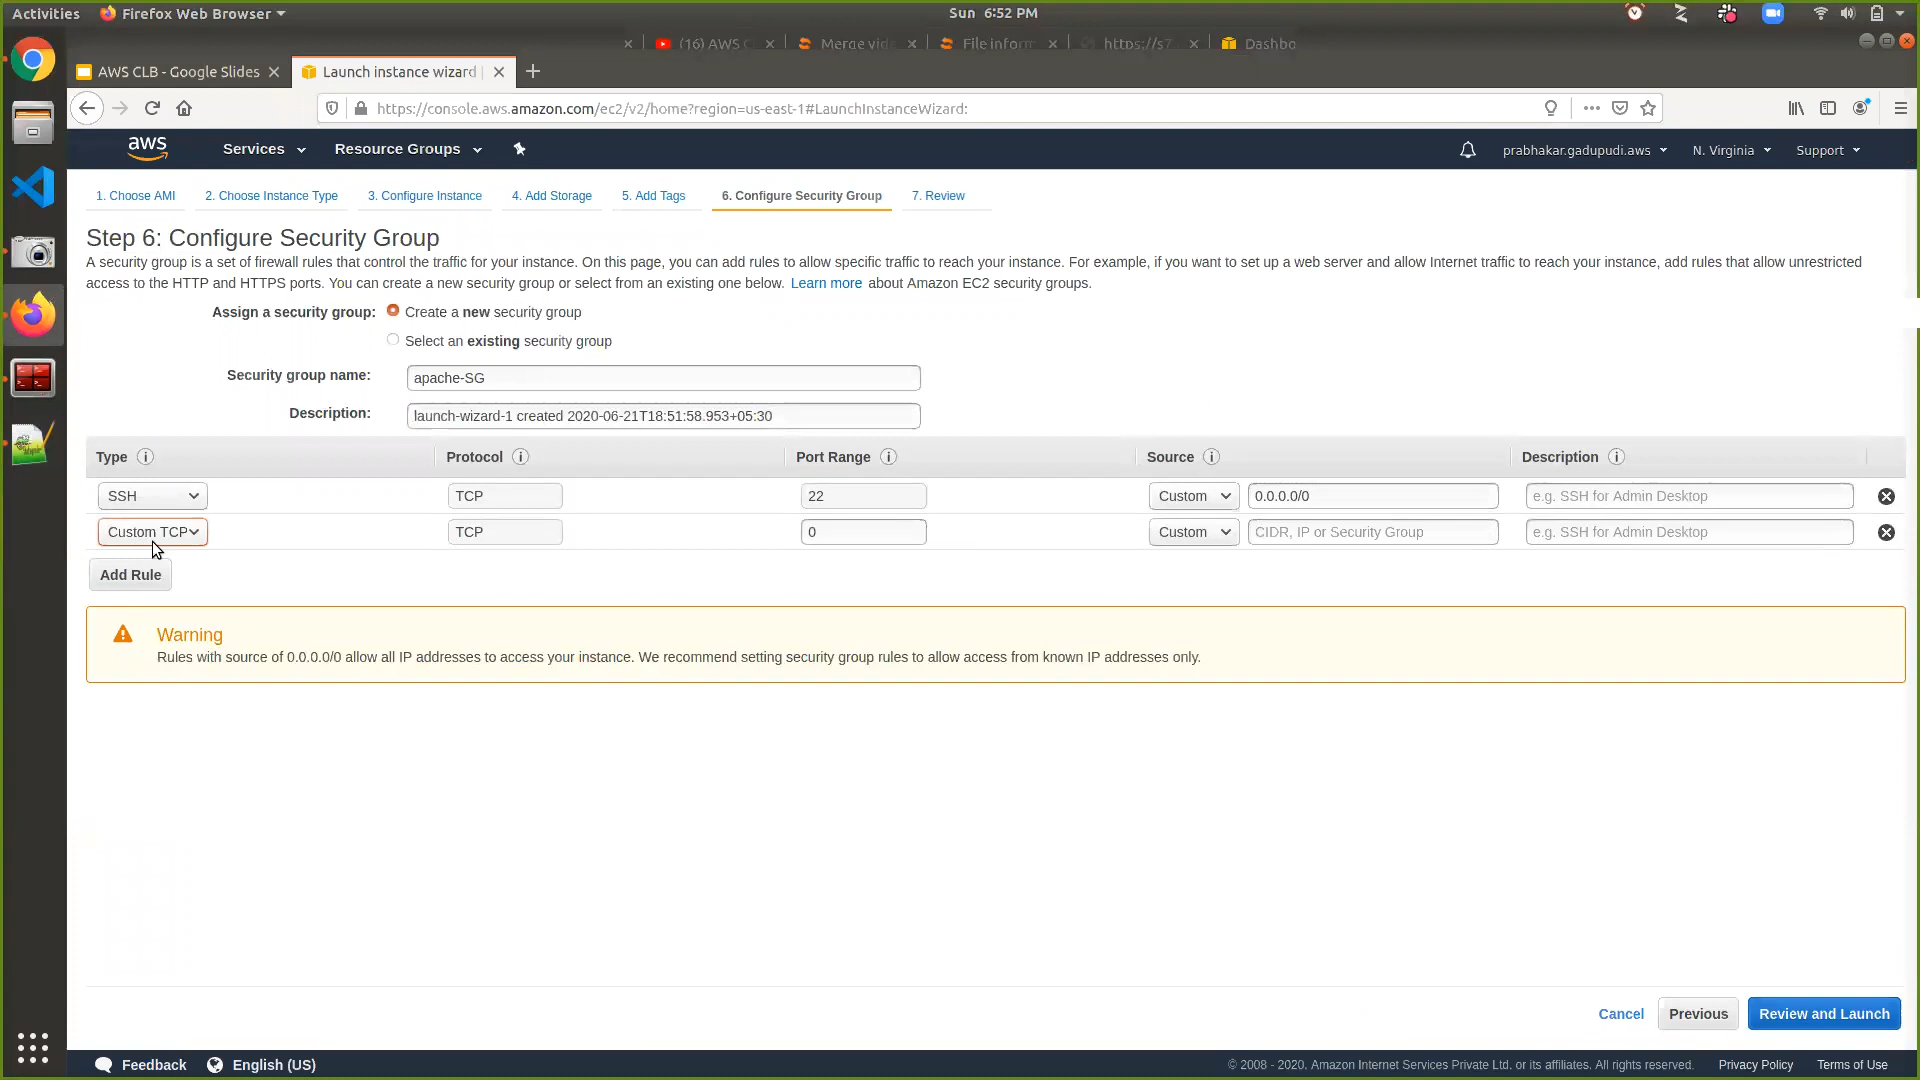 Activities
Firefox Web Browser
Sun 6:52 PM
(16) AWS C
Merge vid
File inform
https://s7
Dashbo
AWS CLB - Google Slides
Launch instance wizard
https://console.aws.amazon.com/ec2/v2/home?region=us-east-1#LaunchInstanceWizard:
aws
Services
Resource Groups
prabhakar.gadupudi.aws
N. Virginia
Support
1. Choose AMI
2. Choose Instance Type
3. Configure Instance
4. Add Storage
5. Add Tags
6. Configure Security Group
7. Review
Step 6: Configure Security Group
A security group is a set of firewall rules that control the traffic for your instance. On this page, you can add rules to allow specific traffic to reach your instance. For example, if you want to set up a web server and allow Internet traffic to reach your instance, add rules that allow unrestricted
access to the HTTP and HTTPS ports. You can create a new security group or select from an existing one below. Learn more about Amazon EC2 security groups.
Assign a security group:
Create a new security group
Select an existing security group
Security group name:
apache-SG
Description:
launch-wizard-1 created 2020-06-21T18:51:58.953+05:30
Type
Protocol
Port Range
Source
Description
SSH
TCP
22
Custom
0.0.0.0/0
e.g. SSH for Admin Desktop
Custom TCP
TCP
0
Custom
CIDR, IP or Security Group
e.g. SSH for Admin Desktop
Add Rule
Warning
Rules with source of 0.0.0.0/0 allow all IP addresses to access your instance. We recommend setting security group rules to allow access from known IP addresses only.
Cancel
Previous
Review and Launch
Feedback
English (US)
© 2008 - 2020, Amazon Internet Services Private Ltd. or its affiliates. All rights reserved.
Privacy Policy
Terms of Use